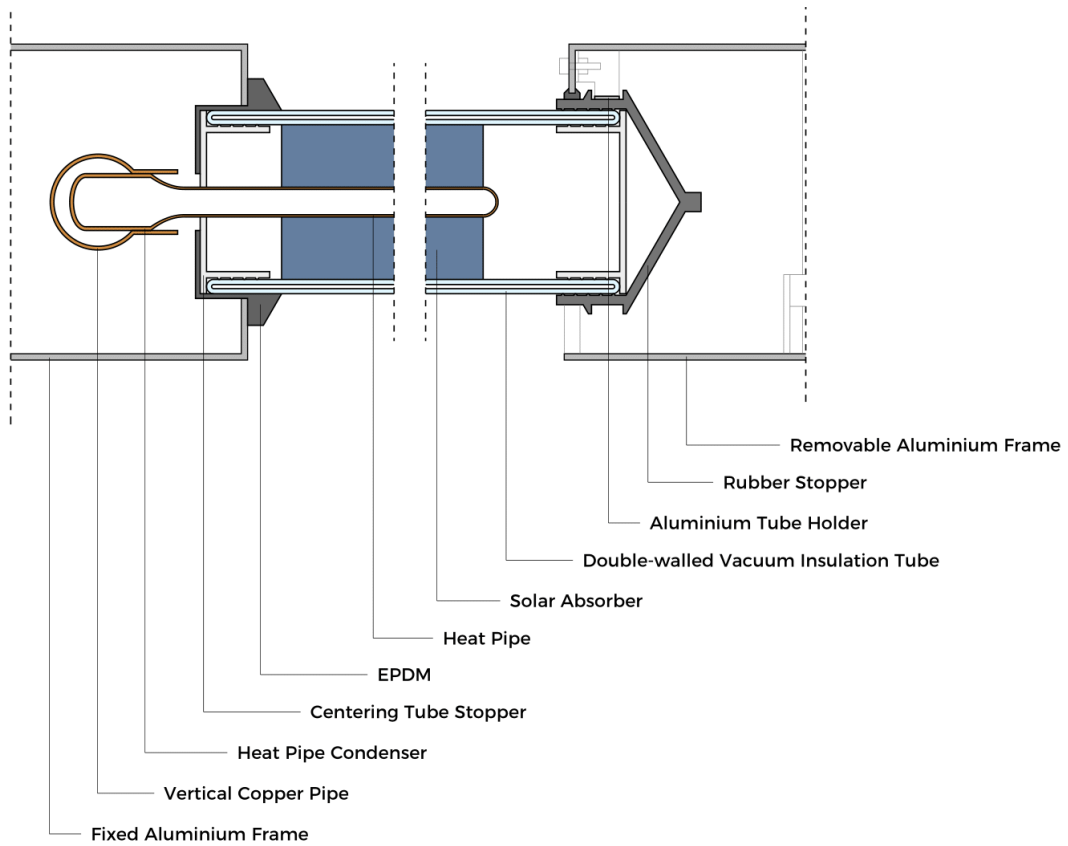 Removable Aluminium Frame
Rubber Stopper
Aluminium Tube Holder
Double-walled Vacuum Insulation Tube
Solar Absorber
Heat Pipe
EPDM
Centering Tube Stopper
Heat Pipe Condenser
Vertical Copper Pipe
Fixed Aluminium Frame